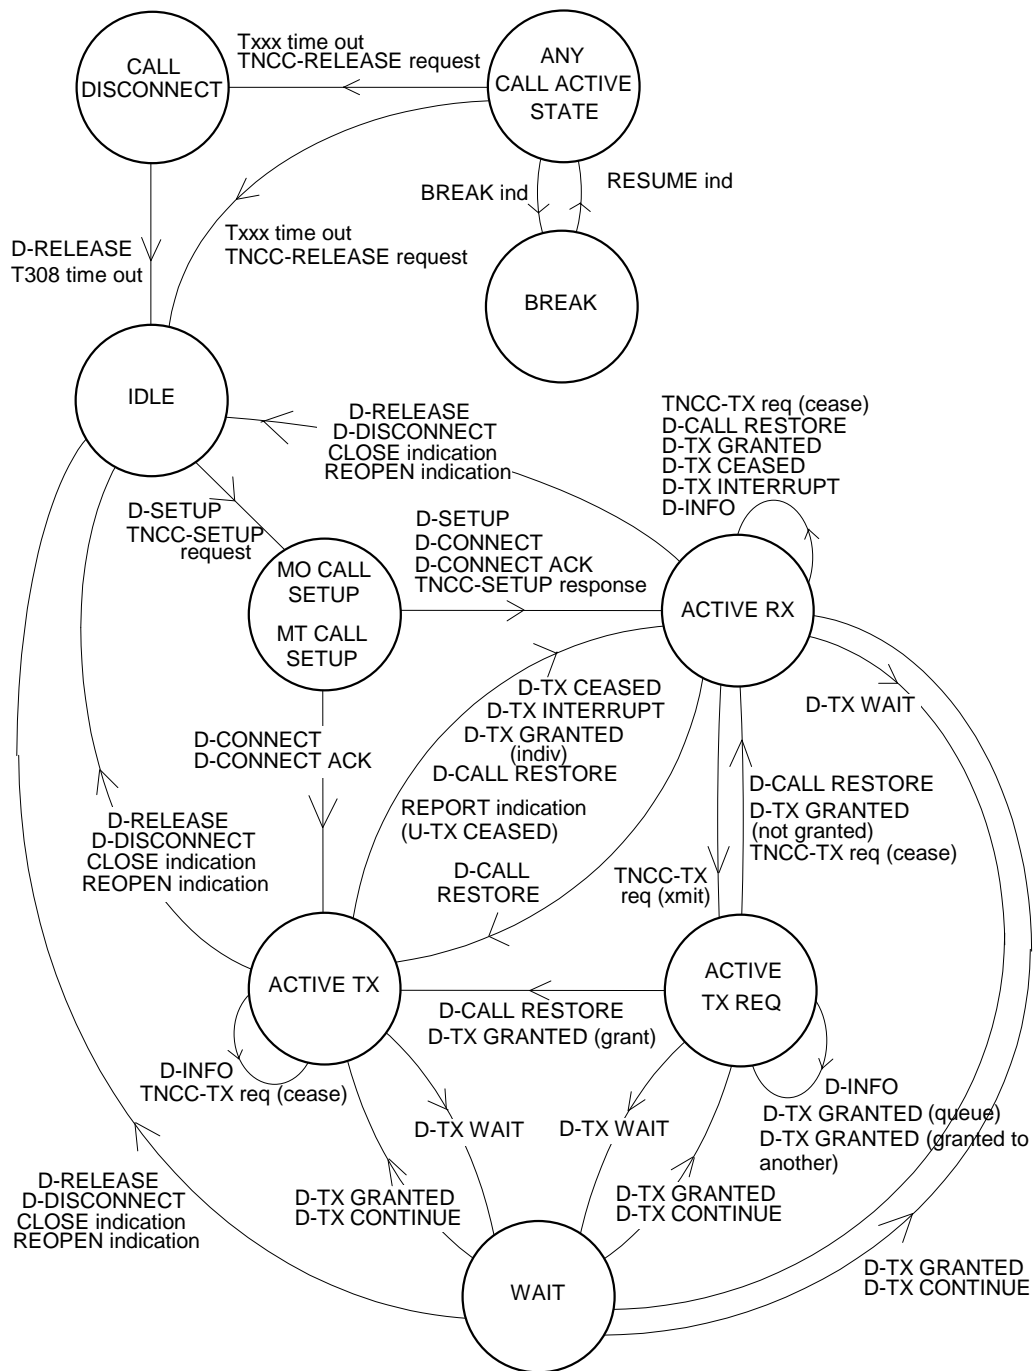 Txxx time out
TNCC-RELEASE request
CALL
DISCONNECT
ANY
CALL ACTIVE
STATE
BREAK ind
RESUME ind
D-RELEASE
T308 time out
Txxx time out
TNCC-RELEASE request
BREAK
IDLE
D-RELEASE
D-DISCONNECT
CLOSE indication
REOPEN indication
TNCC-TX req (cease)
D-CALL RESTORE
D-TX GRANTED
D-TX CEASED
D-TX INTERRUPT
D-INFO
D-SETUP
TNCC-SETUP
request
D-SETUP
D-CONNECT
D-CONNECT ACK
TNCC-SETUP response
MO CALL
SETUP
MT CALL
SETUP
ACTIVE RX
D-TX CEASED
D-TX INTERRUPT
D-TX GRANTED
(indiv)
D-CALL RESTORE
D-TX WAIT
D-CONNECT
D-CONNECT ACK
REPORT indication
(U-TX CEASED)
D-CALL RESTORE
D-TX GRANTED
(not granted)
TNCC-TX req (cease)
D-RELEASE
D-DISCONNECT
CLOSE indication
REOPEN indication
D-CALL
RESTORE
TNCC-TX
req (xmit)
ACTIVE TX
ACTIVE
TX REQ
D-CALL RESTORE
D-TX GRANTED (grant)
D-INFO
TNCC-TX req (cease)
D-INFO
D-TX GRANTED (queue)
D-TX GRANTED (granted to
another)
D-TX WAIT
D-TX WAIT
D-RELEASE
D-DISCONNECT
CLOSE indication
REOPEN indication
D-TX GRANTED
D-TX CONTINUE
D-TX GRANTED
D-TX CONTINUE
WAIT
D-TX GRANTED
D-TX CONTINUE